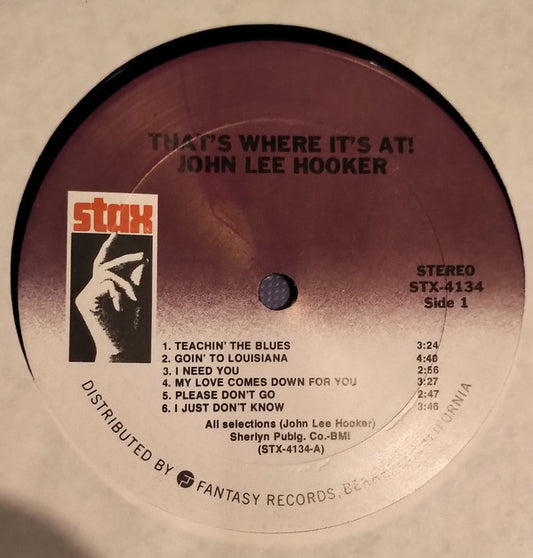 THAT'S WHERE IT'S AT!
JOHN LEE HOOKER
stax
STEREO
STX-4134
Side 1
1. TEACHIN' THE BLUES 3:24
2. GOIN' TO LOUISIANA 4:40
3. I NEED YOU 2:56
4. MY LOVE COMES DOWN FOR YOU 3:27
5. PLEASE DON'T GO 2:47
6. I JUST DON'T KNOW 3:46
All selections (John Lee Hooker)
Sherlyn Publg. Co.-BMI
(STX-4134-A)
DISTRIBUTED BY FANTASY RECORDS, BERKELEY, CALIFORNIA